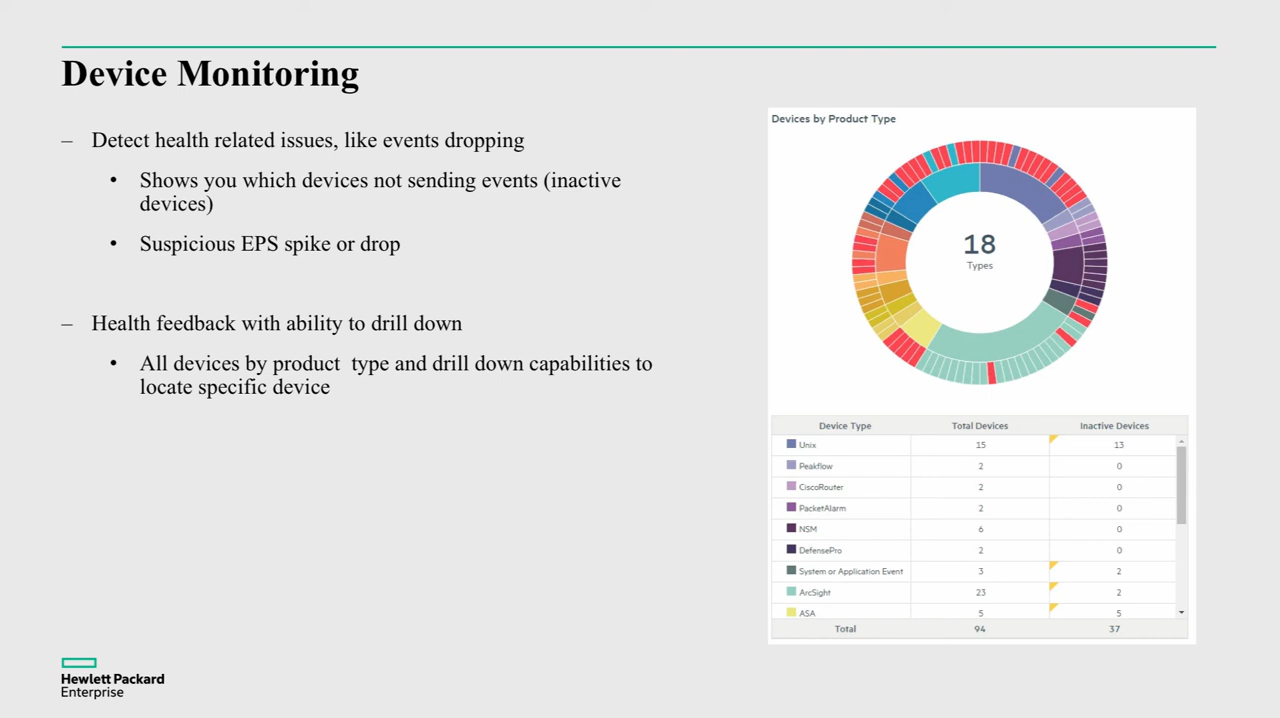 Device Monitoring
– Detect health related issues, like events dropping
• Shows you which devices not sending events (inactive
devices)
• Suspicious EPS spike or drop
– Health feedback with ability to drill down
• All devices by product type and drill down capabilities to
locate specific device
Devices by Product Type
18
Types
Device Type Total Devices Inactive Devices
Unix 15 13
Peakflow 2 0
CiscoRouter 2 0
PacketAlarm 2 0
NSM 6 0
DefensePro 2 0
System or Application Event 3 2
ArcSight 23 2
ASA 5 5
Total 94 37
Hewlett Packard
Enterprise